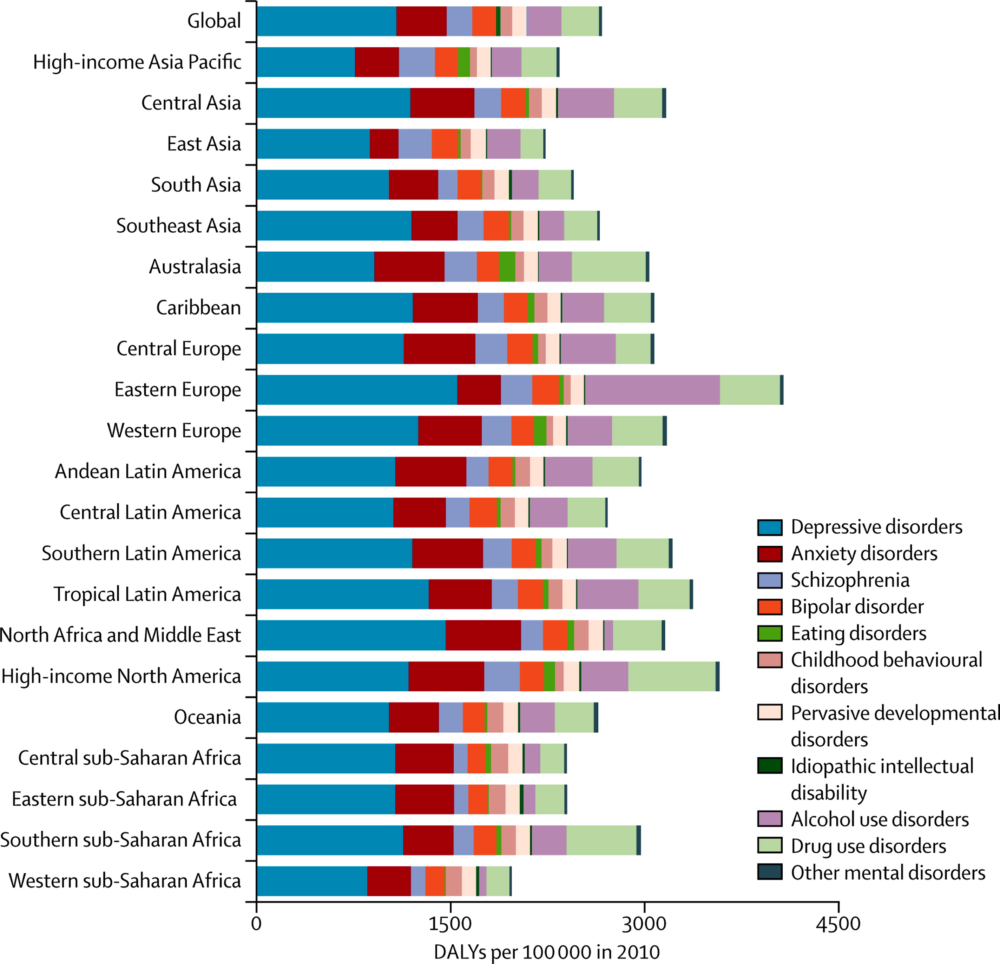 Global
High-income Asia Pacific
Central Asia
East Asia
South Asia
Southeast Asia
Australasia
Caribbean
Central Europe
Eastern Europe
Western Europe
Andean Latin America
Central Latin America
Southern Latin America
Tropical Latin America
North Africa and Middle East
High-income North America
Oceania
Central sub-Saharan Africa
Eastern sub-Saharan Africa
Southern sub-Saharan Africa
Western sub-Saharan Africa
Depressive disorders
Anxiety disorders
Schizophrenia
Bipolar disorder
Eating disorders
Childhood behavioural
disorders
Pervasive developmental
disorders
Idiopathic intellectual
disability
Alcohol use disorders
Drug use disorders
Other mental disorders
0 1500 3000 4500
DALYs per 100 000 in 2010